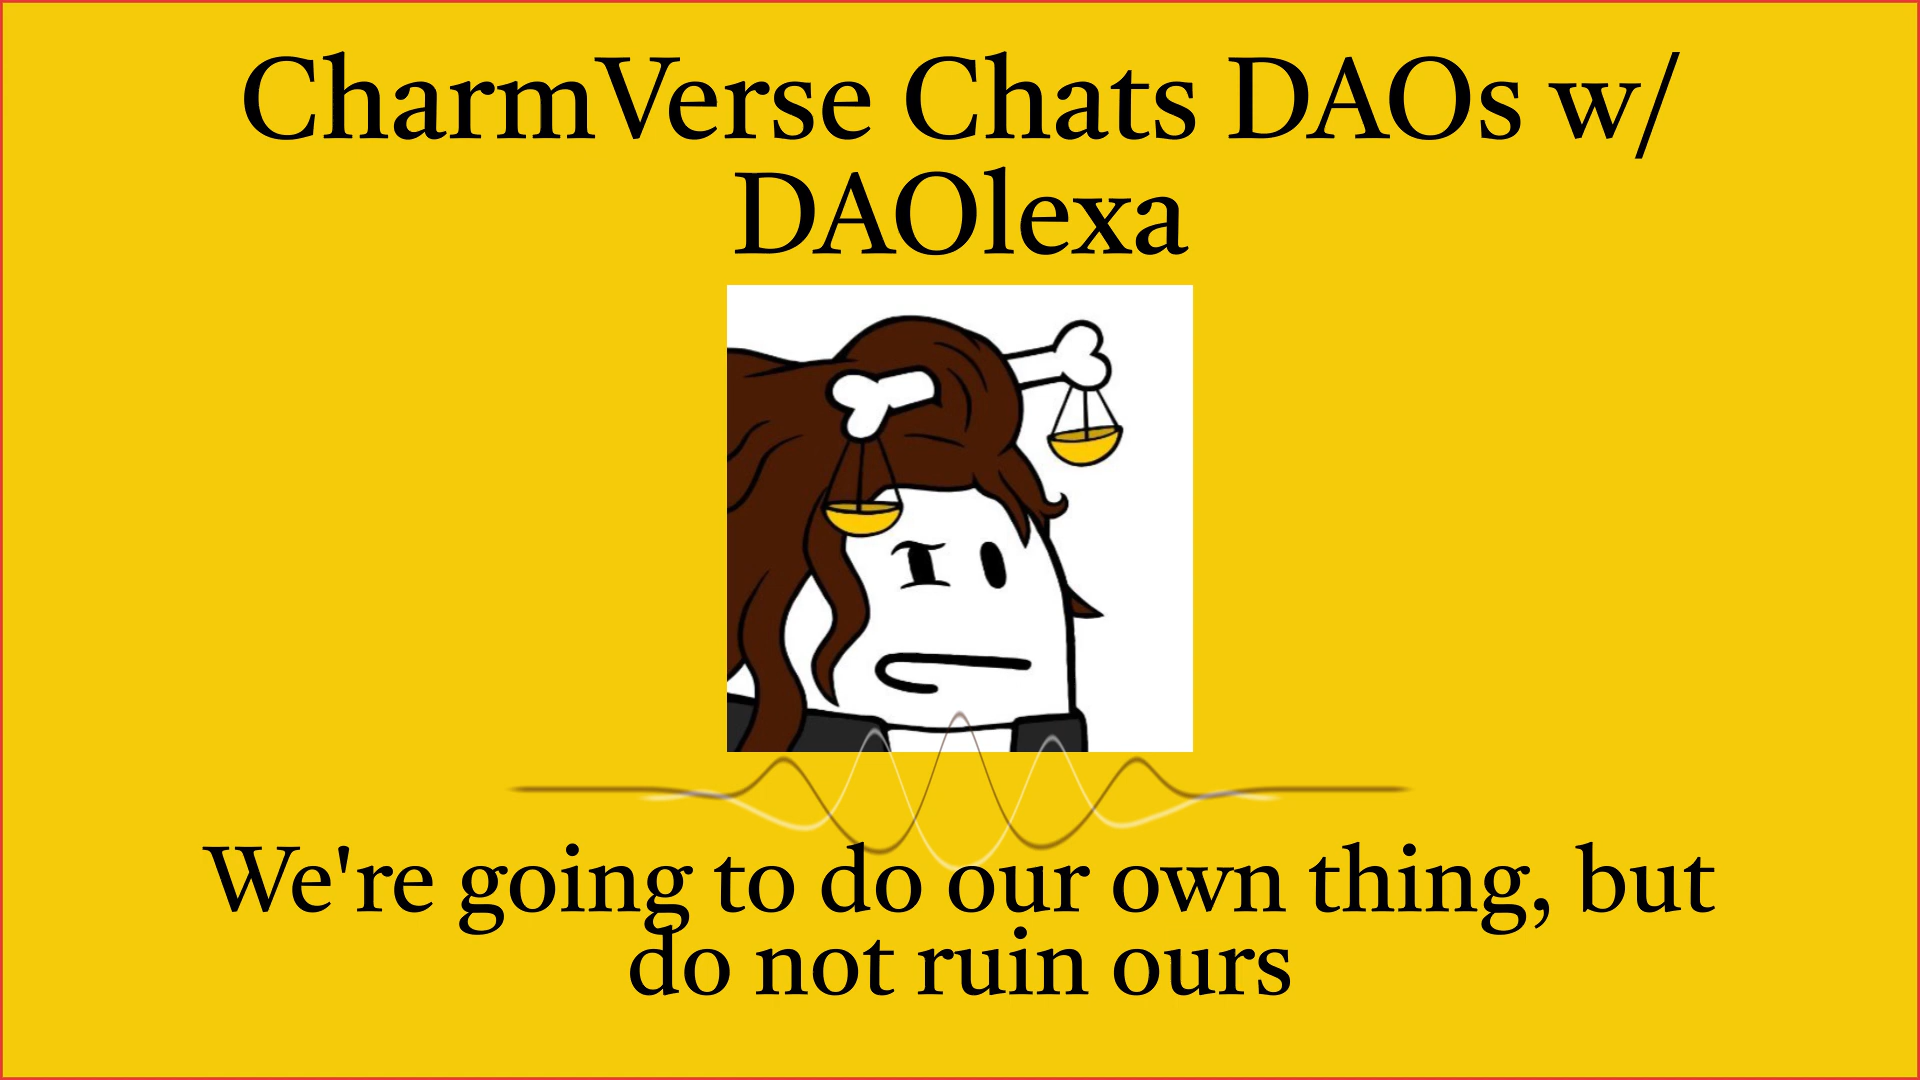 CharmVerse Chats DAOs w/
DAOlexa
We're going to do our own thing, but
do not ruin ours